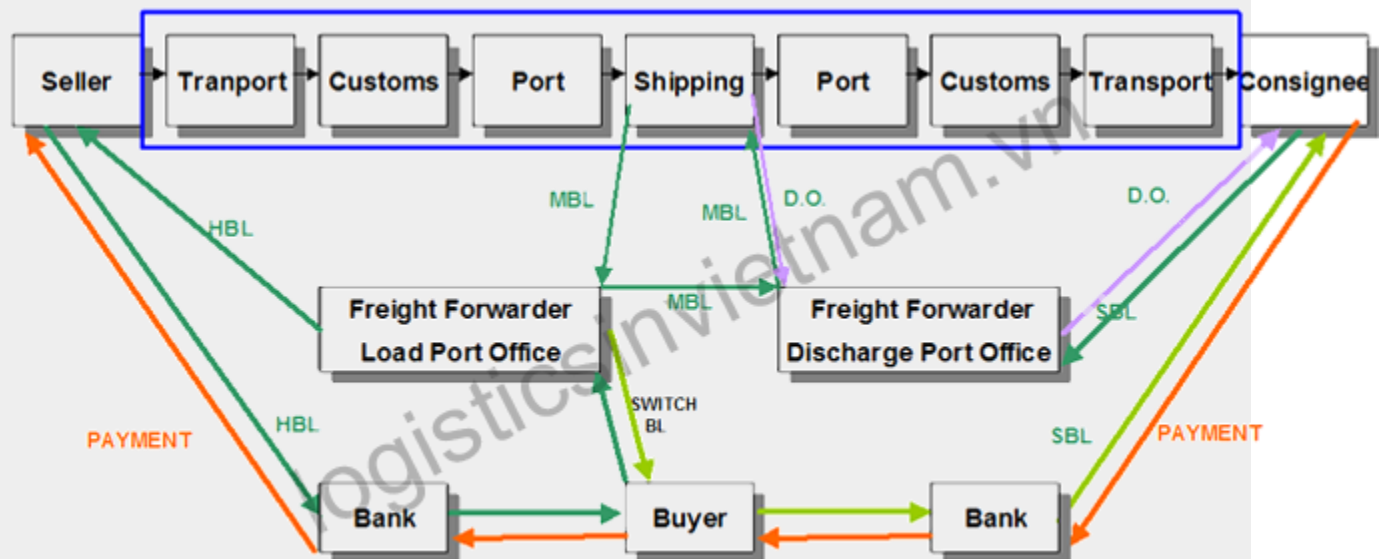 Seller
Tranport
Customs
Port
Shipping
Port
Customs
Transport
Consignee
MBL
MBL
D.O.
D.O.
HBL
MBL
SBL
Freight Forwarder
Load Port Office
Freight Forwarder
Discharge Port Office
SWITCH
BL
HBL
PAYMENT
SBL
PAYMENT
Bank
Buyer
Bank
logisticsinvietnam.vn